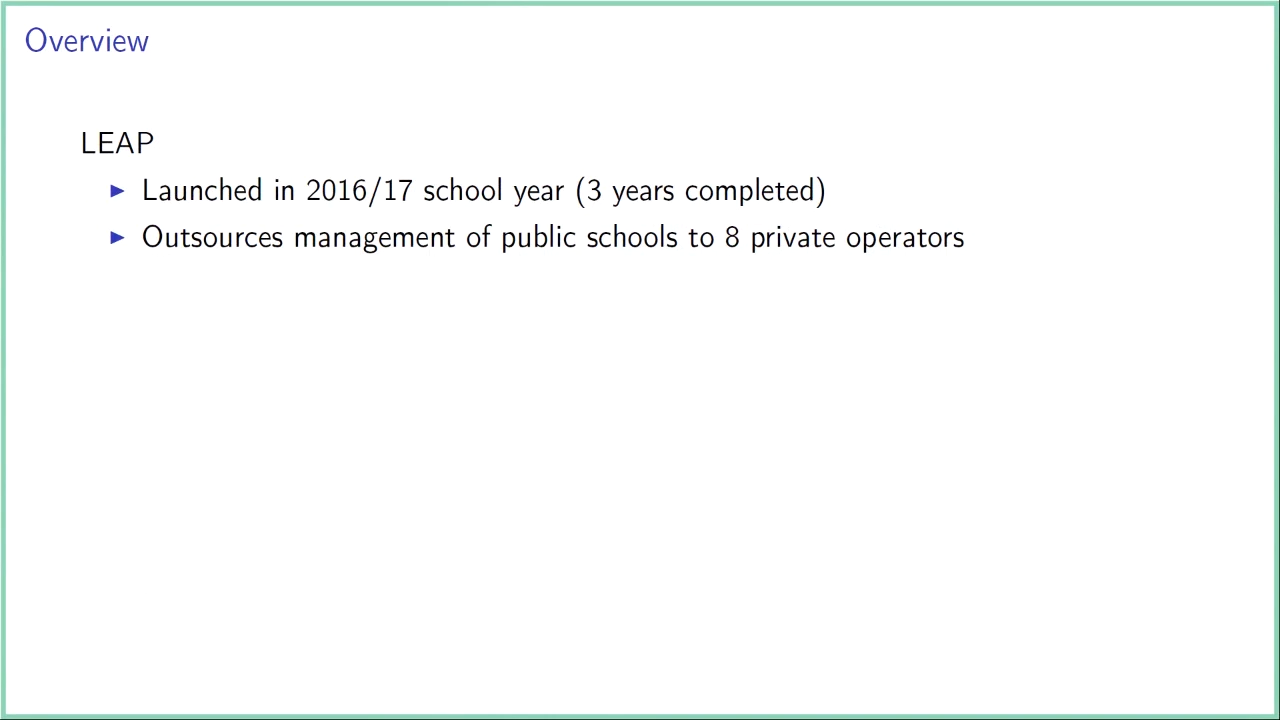 Overview
LEAP
▶ Launched in 2016/17 school year (3 years completed)
▶ Outsources management of public schools to 8 private operators